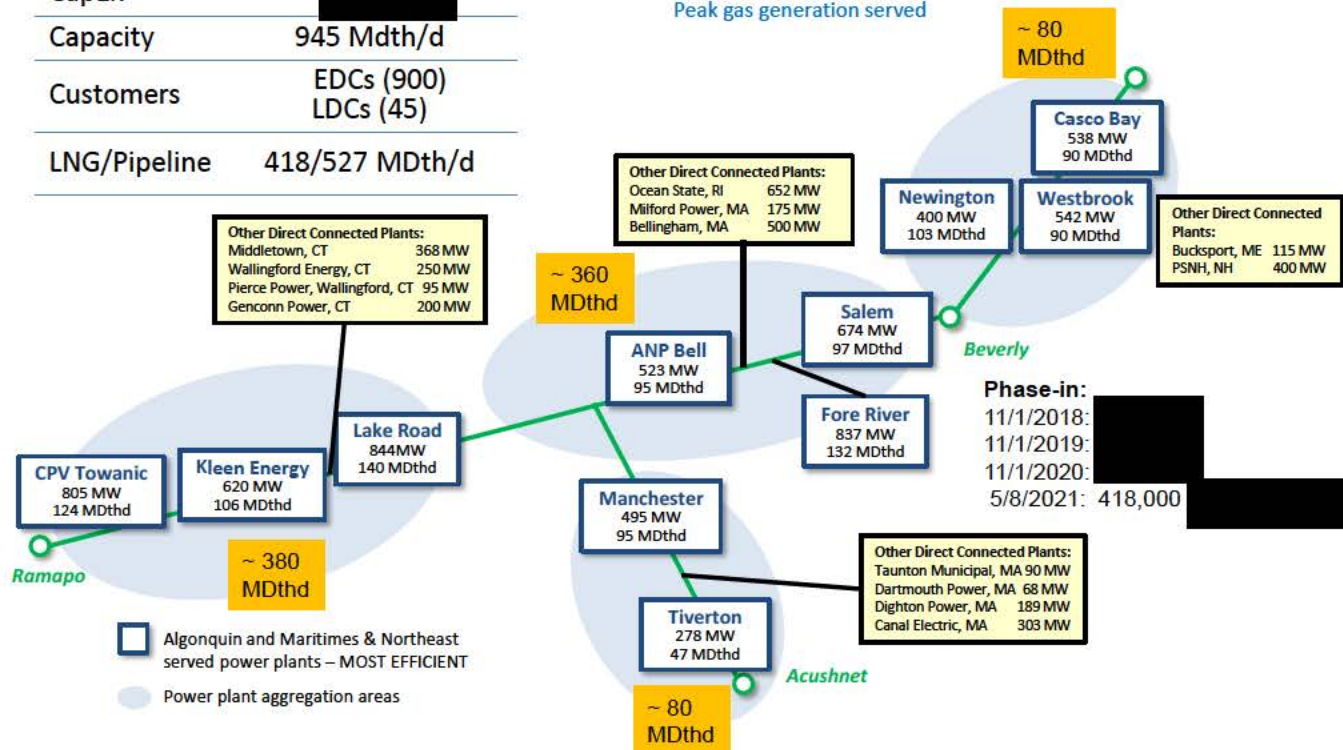 Capacity 945 Mdth/d
Customers EDCs (900)
LDCs (45)
LNG/Pipeline 418/527 MDth/d
Peak gas generation served
~ 80
MDthd
Casco Bay
538 MW
90 MDthd
Newington
400 MW
103 MDthd
Westbrook
542 MW
90 MDthd
Other Direct Connected
Plants:
Bucksport, ME 115 MW
PSNH, NH 400 MW
Other Direct Connected Plants:
Ocean State, RI 652 MW
Milford Power, MA 175 MW
Bellingham, MA 500 MW
Other Direct Connected Plants:
Middletown, CT 368 MW
Wallingford Energy, CT 250 MW
Pierce Power, Wallingford, CT 95 MW
Genconn Power, CT 200 MW
~ 360
MDthd
ANP Bell
523 MW
95 MDthd
Salem
674 MW
97 MDthd
Beverly
Fore River
837 MW
132 MDthd
Phase-in:
11/1/2018:
11/1/2019:
11/1/2020:
5/8/2021: 418,000
Lake Road
844MW
140 MDthd
Kleen Energy
620 MW
106 MDthd
CPV Towanic
805 MW
124 MDthd
Ramapo
~ 380
MDthd
Manchester
495 MW
95 MDthd
Other Direct Connected Plants:
Taunton Municipal, MA 90 MW
Dartmouth Power, MA 68 MW
Dighton Power, MA 189 MW
Canal Electric, MA 303 MW
Tiverton
278 MW
47 MDthd
Acushnet
~ 80
MDthd
Algonquin and Maritimes & Northeast
served power plants – MOST EFFICIENT
Power plant aggregation areas